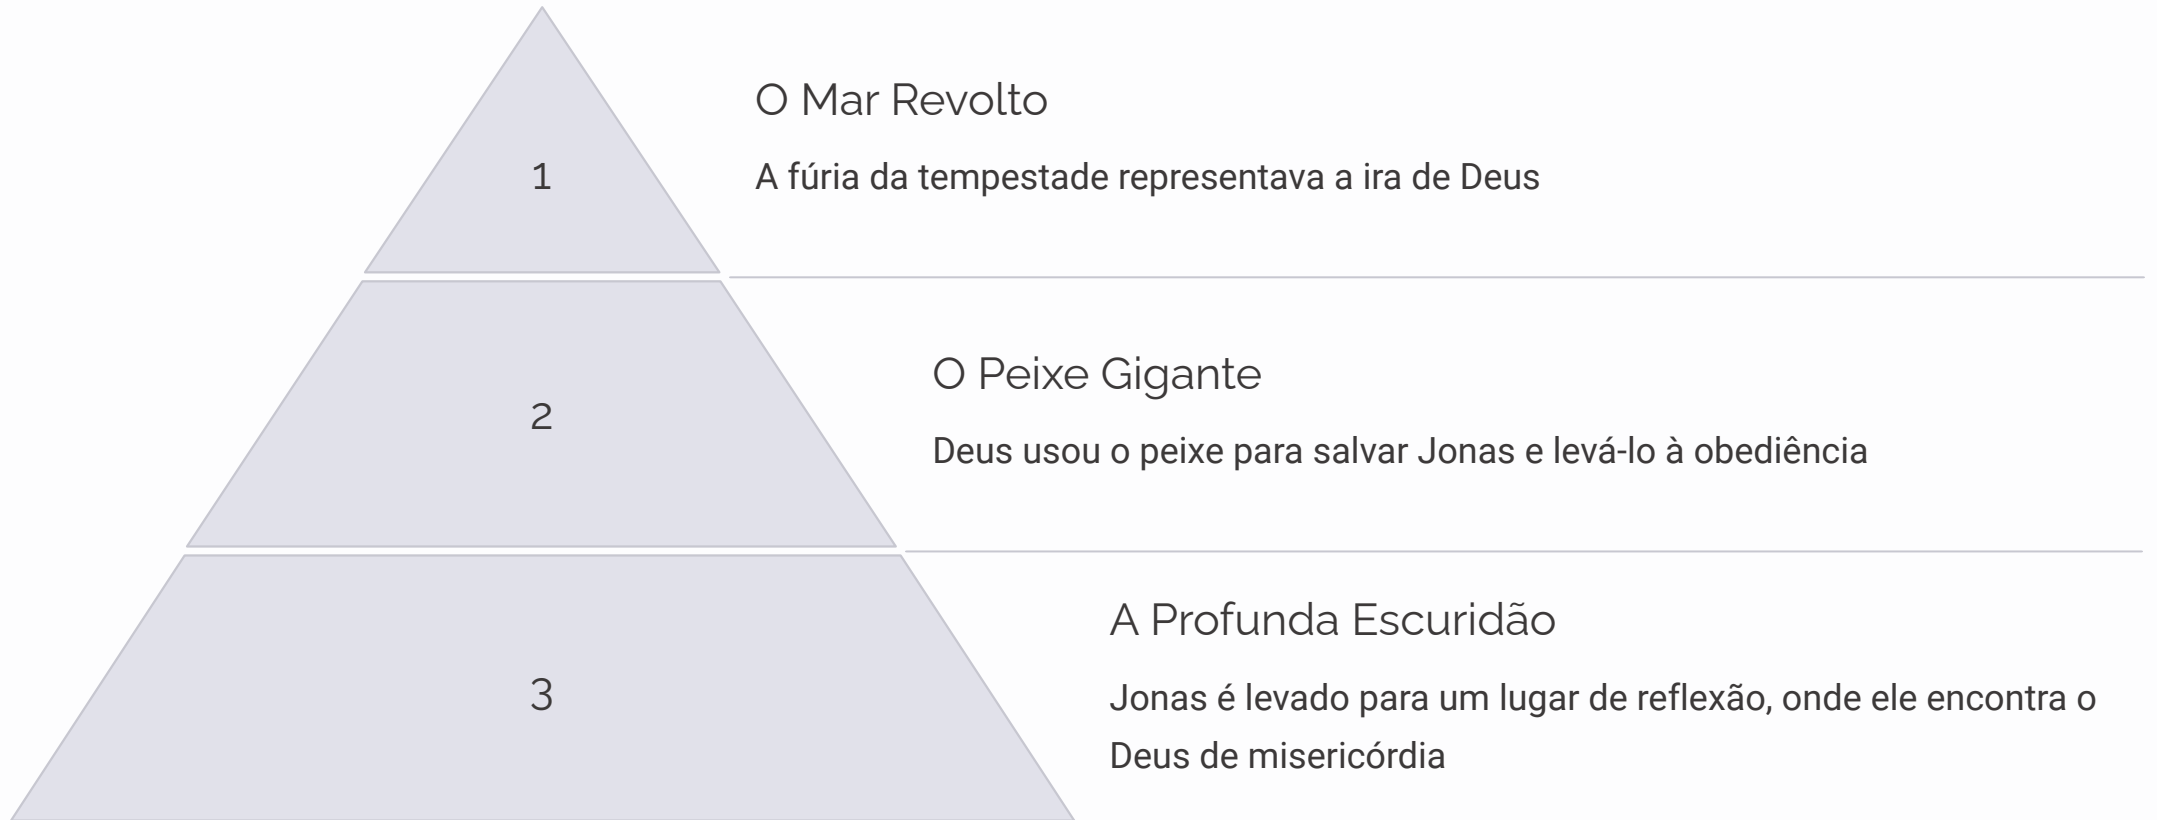 O Mar Revolto
1
A fúria da tempestade representava a ira de Deus
O Peixe Gigante
2
Deus usou o peixe para salvar Jonas e levá-lo à obediência
A Profunda Escuridão
3
Jonas é levado para um lugar de reflexão, onde ele encontra o
Deus de misericórdia